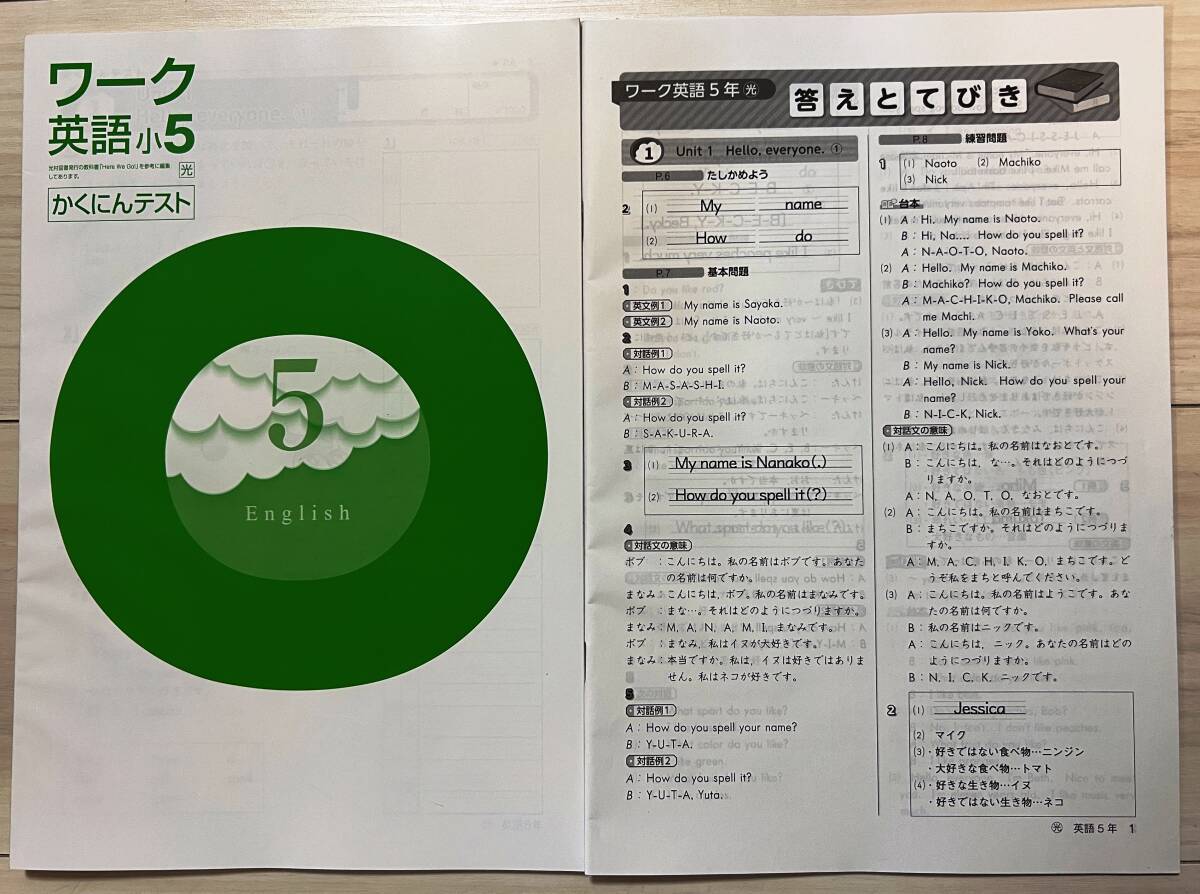 ワーク
英語小5
光村図書発行の教科書「Here We Go!」を参考に編集
してあります。
光
かくにんテスト
5
English
ワーク英語5年 光
答えとてびき
1 Unit 1 Hello, everyone. ①
P.6 たしかめよう
2 (1) My name
(2) How do
P.7 基本問題
1
英文例1 My name is Sayaka.
英文例2 My name is Naoto.
2
対話例1
A：How do you spell it?
B：M-A-S-A-S-H-I.
対話例2
A：How do you spell it?
B：S-A-K-U-R-A.
3 (1) My name is Nanako(.)
(2) How do you spell it(?)
4
対話文の意味
ボブ　：こんにちは。私の名前はボブです。あなた
の名前は何ですか。
まなみ：こんにちは，ボブ。私の名前はまなみです。
ボブ　：まな…。それはどのようにつづりますか。
まなみ：M，A，N，A，M，I，まなみです。
ボブ　：まなみ，私はイヌが大好きです。
まなみ：本当ですか。私は，イヌは好きではありま
せん。私はネコが好きです。
5
対話例1
A：How do you spell your name?
B：Y-U-T-A.
対話例2
A：How do you spell it?
B：Y-U-T-A, Yuta.
P.8 練習問題
1 (1) Naoto (2) Machiko
(3) Nick
台本
(1) A：Hi. My name is Naoto.
B：Hi, Na.... How do you spell it?
A：N-A-O-T-O, Naoto.
(2) A：Hello. My name is Machiko.
B：Machiko? How do you spell it?
A：M-A-C-H-I-K-O, Machiko. Please call
me Machi.
(3) A：Hello. My name is Yoko. What's your
name?
B：My name is Nick.
A：Hello, Nick. How do you spell your
name?
B：N-I-C-K, Nick.
対話文の意味
(1) A：こんにちは。私の名前はなおとです。
B：こんにちは，な…。それはどのようにつづ
りますか。
A：N，A，O，T，O，なおとです。
(2) A：こんにちは。私の名前はまちこです。
B：まちこですか。それはどのようにつづりま
すか。
A：M，A，C，H，I，K，O，まちこです。ど
うぞ私をまちと呼んでください。
(3) A：こんにちは。私の名前はようこです。あな
たの名前は何ですか。
B：私の名前はニックです。
A：こんにちは，ニック。あなたの名前はどの
ようにつづりますか。
B：N，I，C，K，ニックです。
2 (1) Jessica
(2) マイク
(3)・好きではない食べ物…ニンジン
・大好きな食べ物…トマト
(4)・好きな生き物…イヌ
・好きではない生き物…ネコ
光 英語5年 1